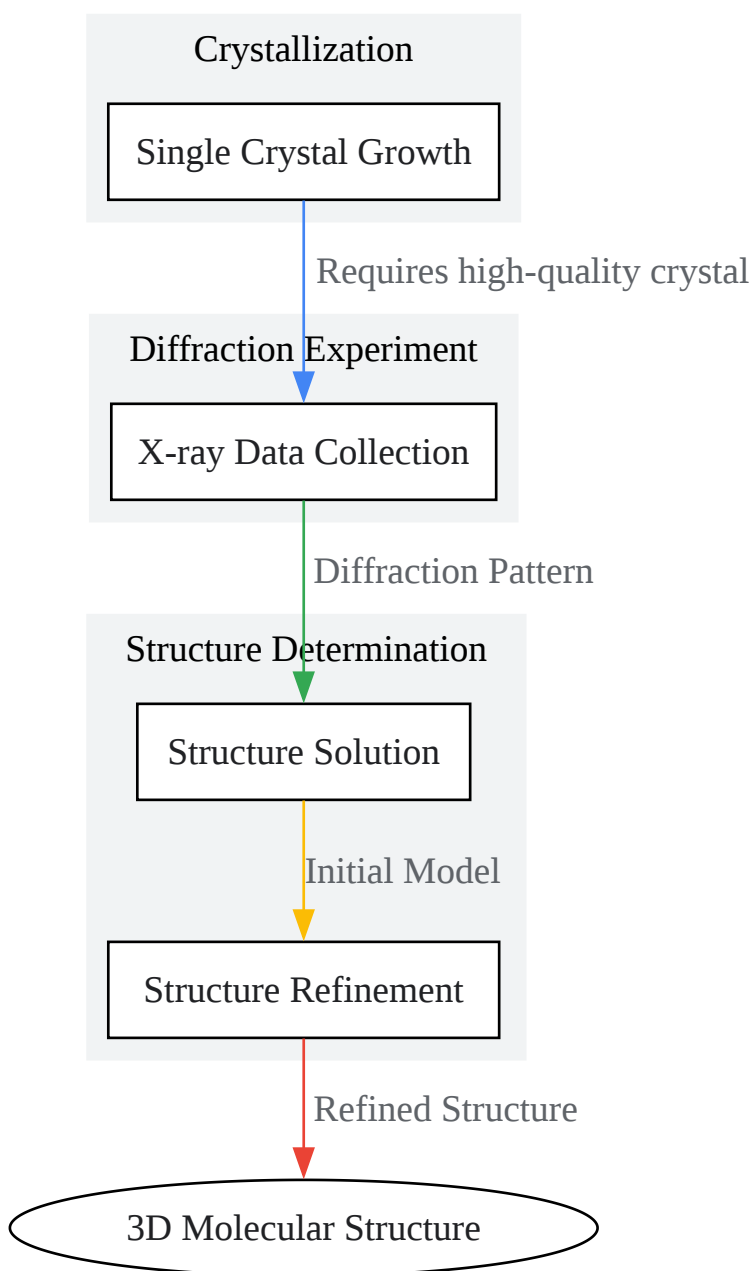 Crystallization
Single Crystal Growth
Requires high-quality crystal
Diffraction Experiment
X-ray Data Collection
Diffraction Pattern
Structure Determination
Structure Solution
Initial Model
Structure Refinement
Refined Structure
3D Molecular Structure